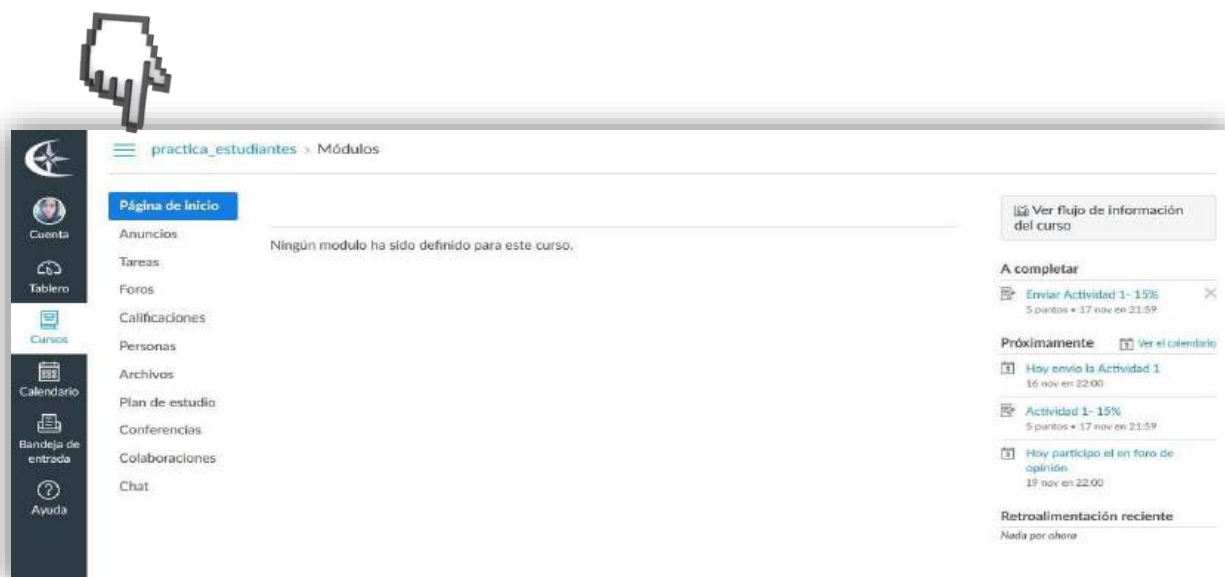 practica_estudiantes > Módulos
Cuenta
Tablero
Cursos
Calendario
Bandeja de
entrada
Ayuda
Página de inicio
Anuncios
Tareas
Foros
Calificaciones
Personas
Archivos
Plan de estudio
Conferencias
Colaboraciones
Chat
Ningún modulo ha sido definido para este curso.
Ver flujo de información
del curso
A completar
Enviar Actividad 1- 15%
5 puntos • 17 nov en 21:59
Próximamente Ver el calendario
Hoy envio la Actividad 1
16 nov en 22:00
Actividad 1- 15%
5 puntos • 17 nov en 21:59
Hoy participo el en foro de
opinión
19 nov en 22:00
Retroalimentación reciente
Nada por ahora